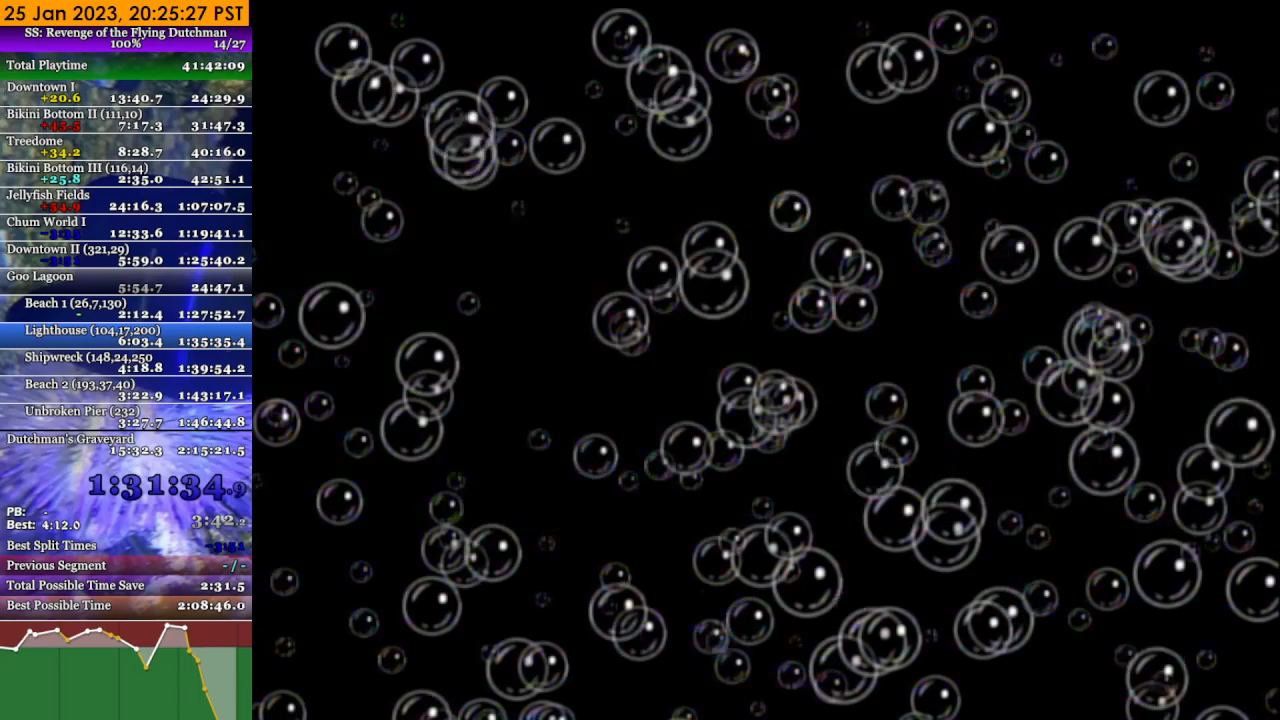 25 Jan 2023, 20:25:27 PST
SS: Revenge of the Flying Dutchman
100% 14/27
Total Playtime 41:42:09
Downtown I
+20.6 13:40.7 24:29.9
Bikini Bottom II (111,10)
+45.5 7:17.3 31:47.3
Treedome
+34.2 8:28.7 40:16.0
Bikini Bottom III (116,14)
+25.8 2:35.0 42:51.1
Jellyfish Fields
+54.9 24:16.3 1:07:07.5
Chum World I
12:33.6 1:19:41.1
Downtown II (321,29)
-3:51 5:59.0 1:25:40.2
Goo Lagoon
5:54.7 24:47.1
Beach 1 (26,7,130)
- 2:12.4 1:27:52.7
Lighthouse (104,17,200)
6:03.4 1:35:35.4
Shipwreck (148,24,250
4:18.8 1:39:54.2
Beach 2 (193,37,40)
3:22.9 1:43:17.1
Unbroken Pier (232)
3:27.7 1:46:44.8
Dutchman's Graveyard
15:32.3 2:15:21.5
1:31:34.9
PB: -
Best: 4:12.0 3:42.2
Best Split Times -3:51
Previous Segment - / -
Total Possible Time Save 2:31.5
Best Possible Time 2:08:46.0